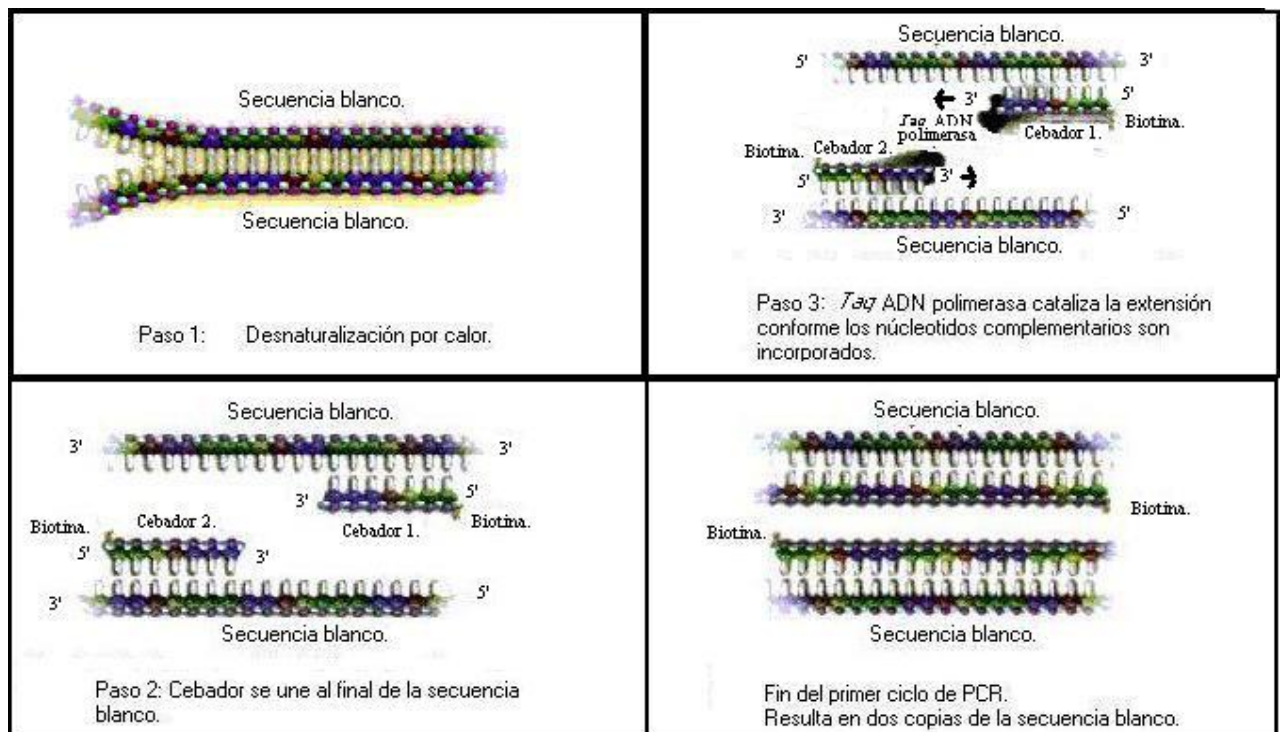 Secuencia blanco.
Secuencia blanco.
Paso 1: Desnaturalización por calor.
Secuencia blanco.
3' 3'
3' 5'
Biotina. Cebador 2. Cebador 1. Biotina.
5' 3'
3' 5'
Secuencia blanco.
Paso 2: Cebador se une al final de la secuencia
blanco.
Secuencia blanco.
5' 3'
3' 5'
Taq ADN
polimerasa
Cebador 1. Biotina.
Biotina. Cebador 2.
5' 3'
3' 5'
Secuencia blanco.
Paso 3: Taq ADN polimerasa cataliza la extensión
conforme los núcleotidos complementarios son
incorporados.
Secuencia blanco.
Biotina.
Biotina.
Secuencia blanco.
Fin del primer ciclo de PCR.
Resulta en dos copias de la secuencia blanco.